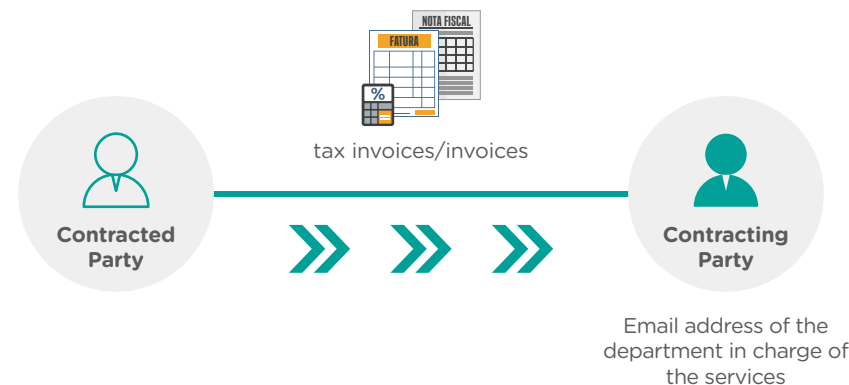 NOTA FISCAL
FATURA
%
tax invoices/invoices
Contracted
Party
Contracting
Party
Email address of the
department in charge of
the services